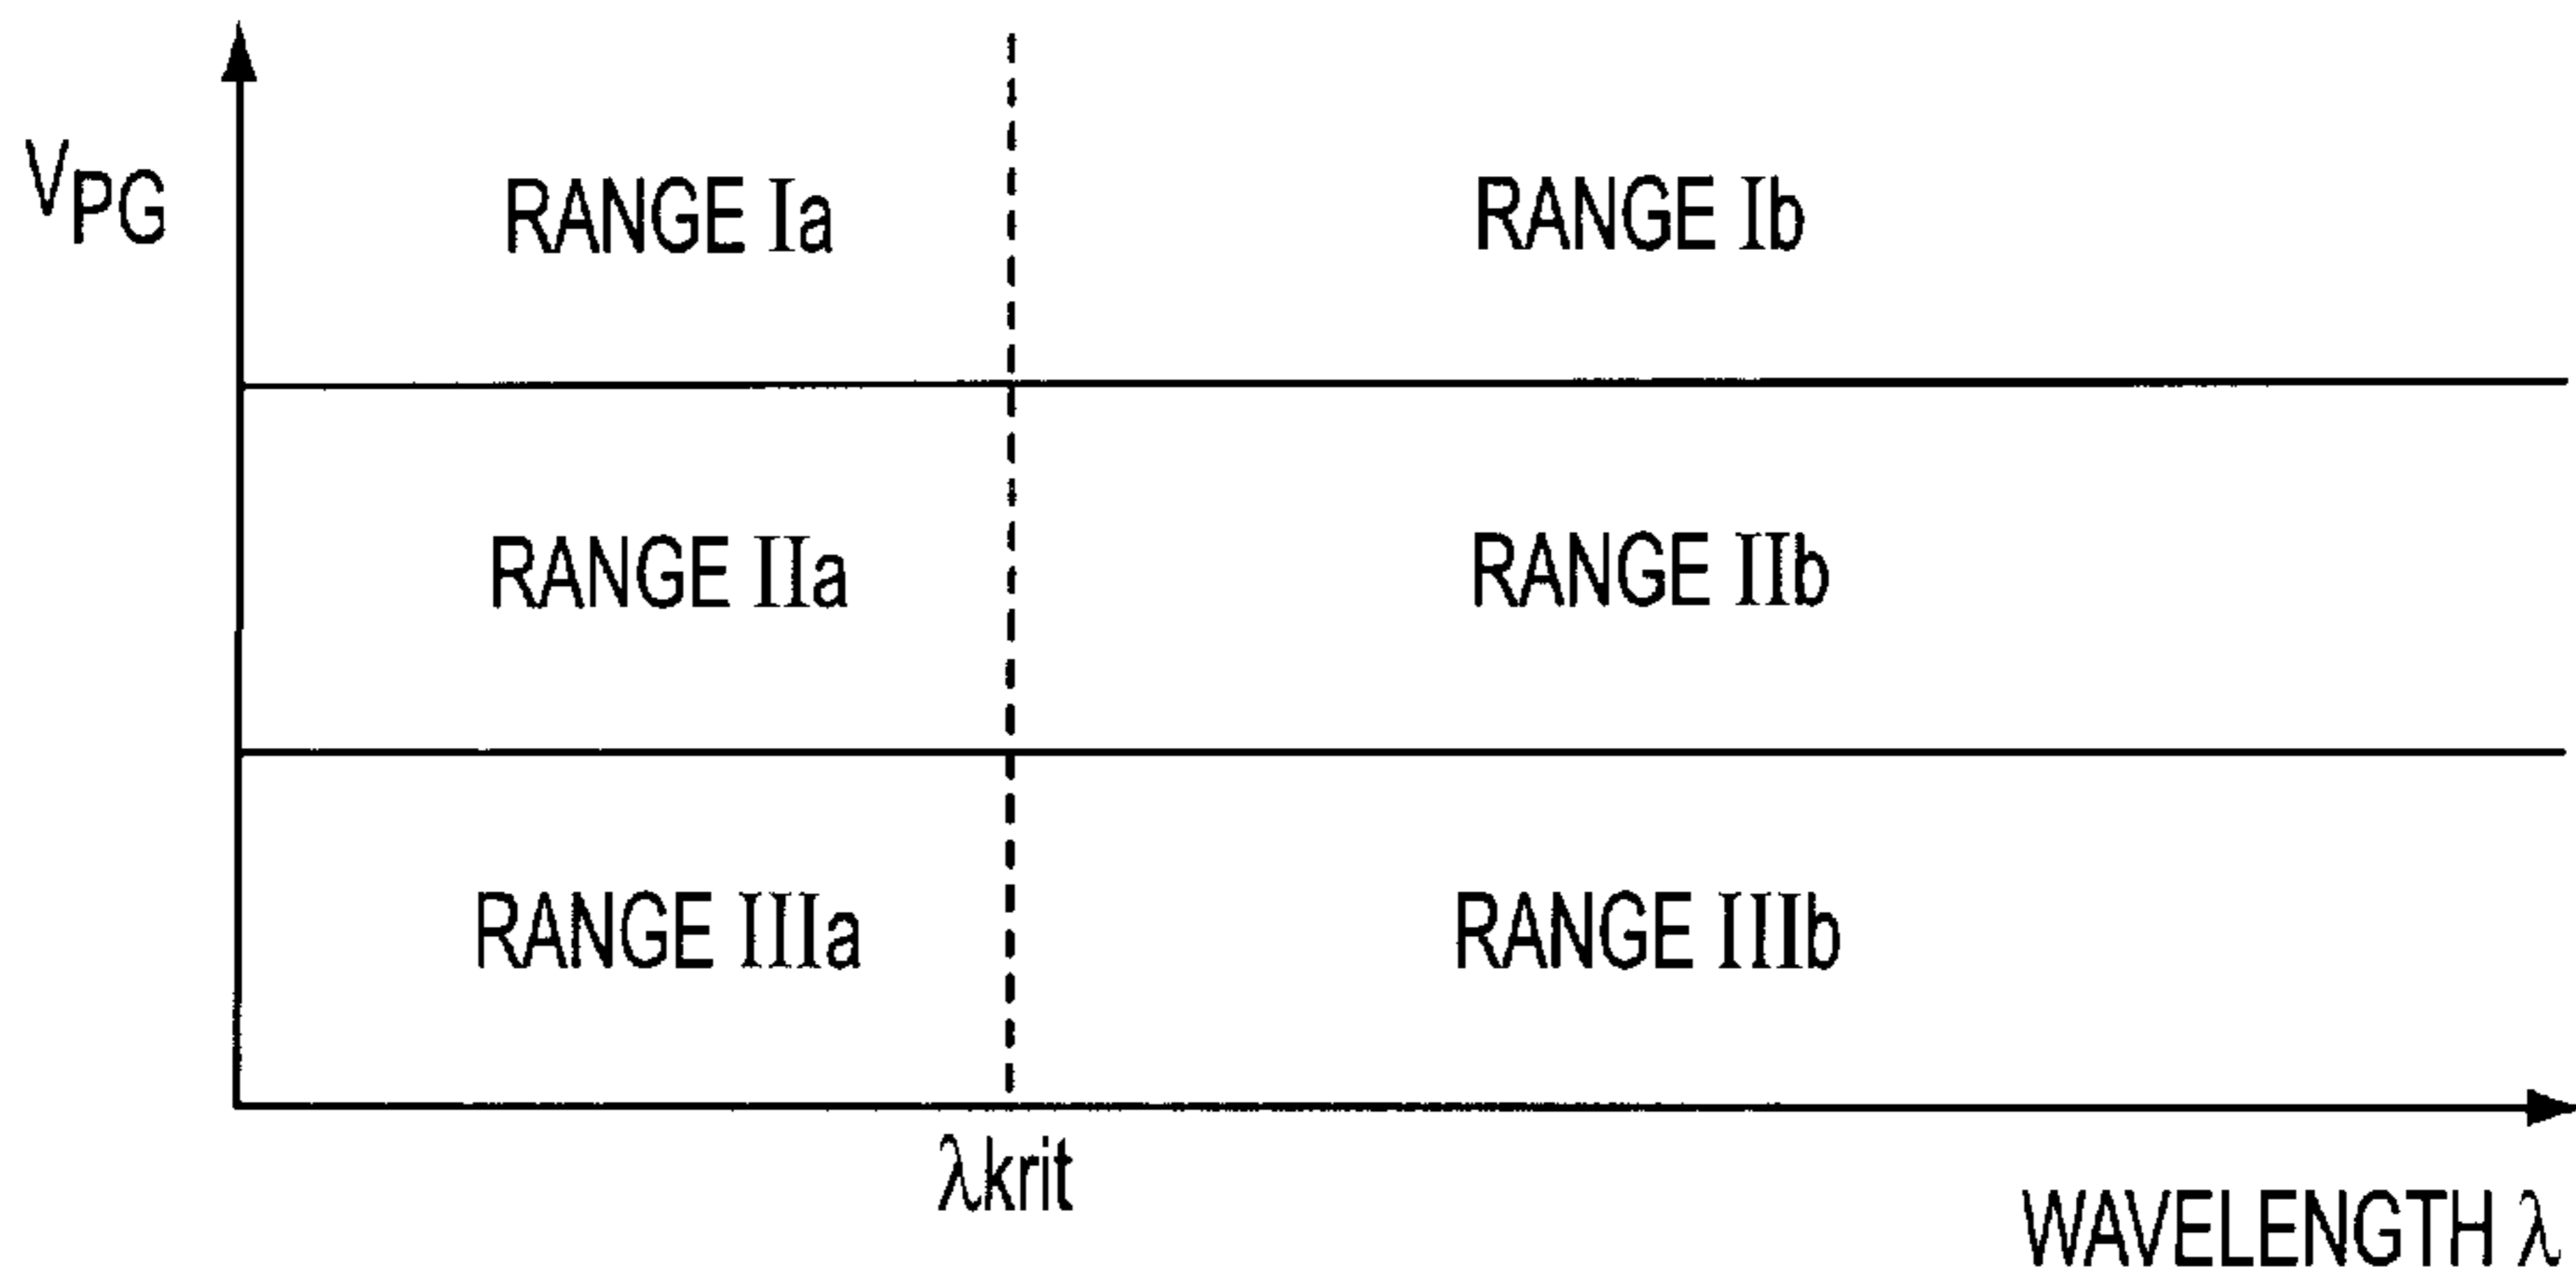 VPG
RANGE Ia
RANGE Ib
RANGE IIa
RANGE IIb
RANGE IIIa
RANGE IIIb
λkrit
WAVELENGTH λ